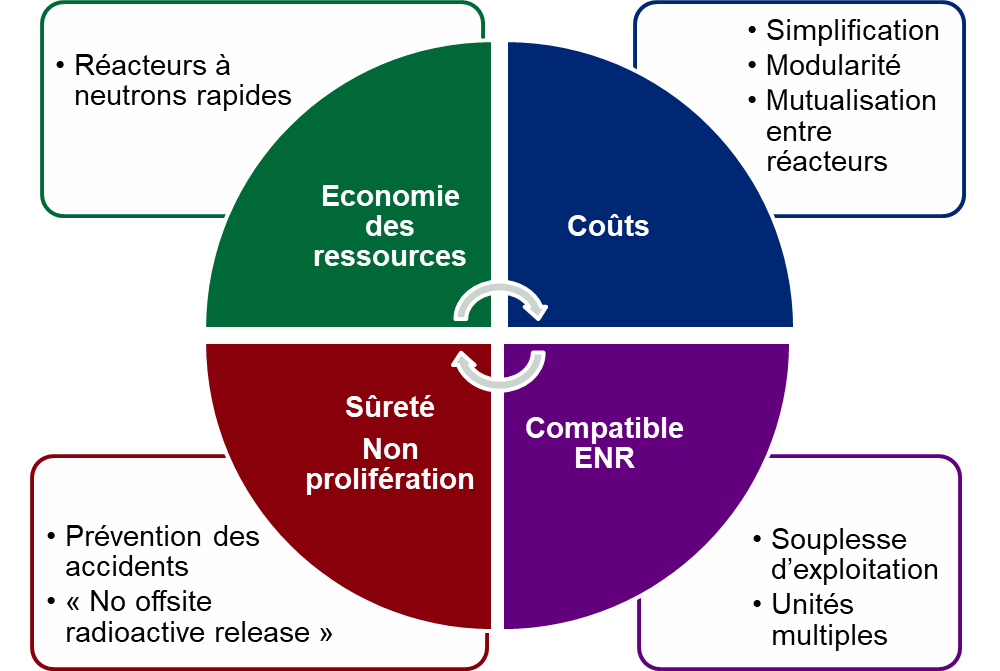 • Réacteurs à
neutrons rapides
Economie
des
ressources
• Simplification
• Modularité
• Mutualisation
entre
réacteurs
Coûts
Sûreté
Non
prolifération
• Prévention des
accidents
• « No offsite
radioactive release »
Compatible
ENR
• Souplesse
d’exploitation
• Unités
multiples